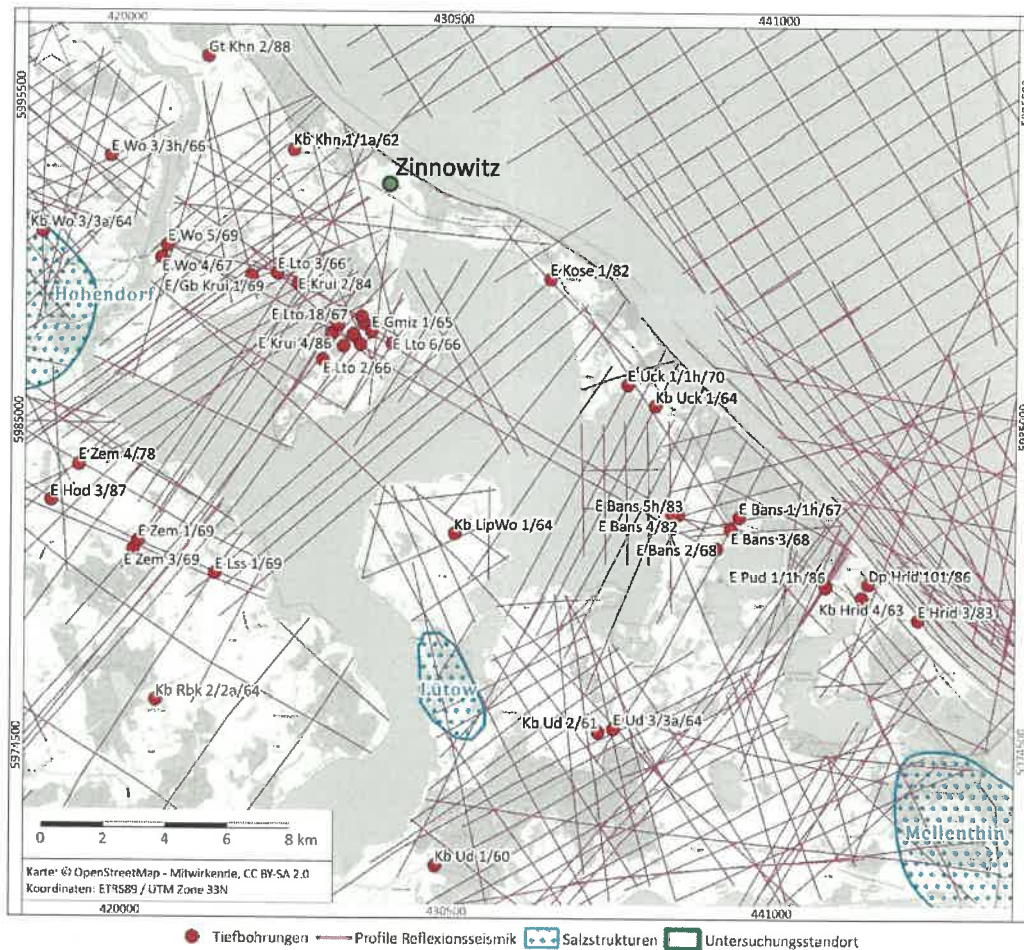 420000 430500 441000
5995500
Gt Khn 2/88
Kb Khn 1/1a/62
E Wo 3/3h/66
Zinnowitz
Kb Wo 3/3a/64
E Wo 5/69
E Wo 4/67
E Lto 3/66
E/Gb Krui 1/69
E Krui 2/84
E Kose 1/82
Hohendorf
E Lto 18/67
E Gmiz 1/65
E Krui 4/86
E Lto 6/66
E Lto 2/66
E Uck 1/1h/70
Kb Uck 1/64
5985000
E Zem 4/78
E Hod 3/87
E Bans 5h/83
E Bans 1/1h/67
E Bans 4/82
Kb LipWo 1/64
E Bans 3/68
E Bans 2/68
E Zem 1/69
E Zem 3/69
E Lss 1/69
E Pud 1/1h/86
Dp Hrid 101/86
Kb Hrid 4/63
E Hrid 3/83
Kb Rbk 2/2a/64
Lütow
Kb Ud 2/61
E Ud 3/3a/64
5974500
Mellenthin
0 2 4 6 8 km
Kb Ud 1/60
Karte: © OpenStreetMap - Mitwirkende, CC BY-SA 2.0
Koordinaten: ETRS89 / UTM Zone 33N
420000 430500 441000
Tiefbohrungen Profile Reflexionsseismik Salzstrukturen Untersuchungsstandort